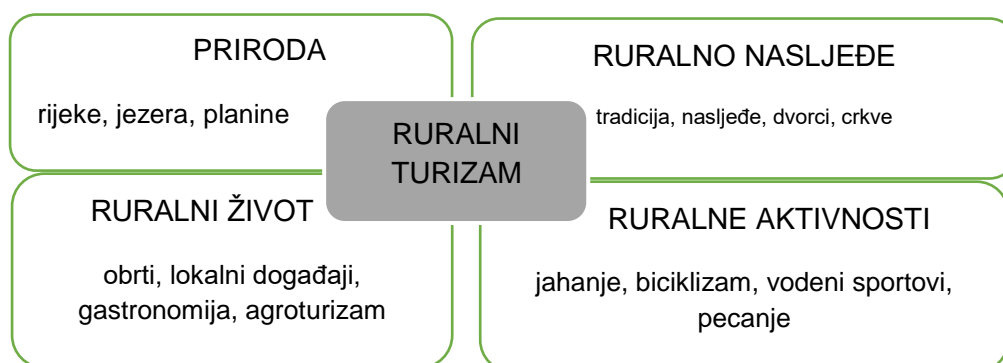 PRIRODA
rijeke, jezera, planine
RURALNO NASLJEĐE
tradicija, nasljeđe, dvorci, crkve
RURALNI
TURIZAM
RURALNI ŽIVOT
obrti, lokalni događaji,
gastronomija, agroturizam
RURALNE AKTIVNOSTI
jahanje, biciklizam, vodeni sportovi,
pecanje